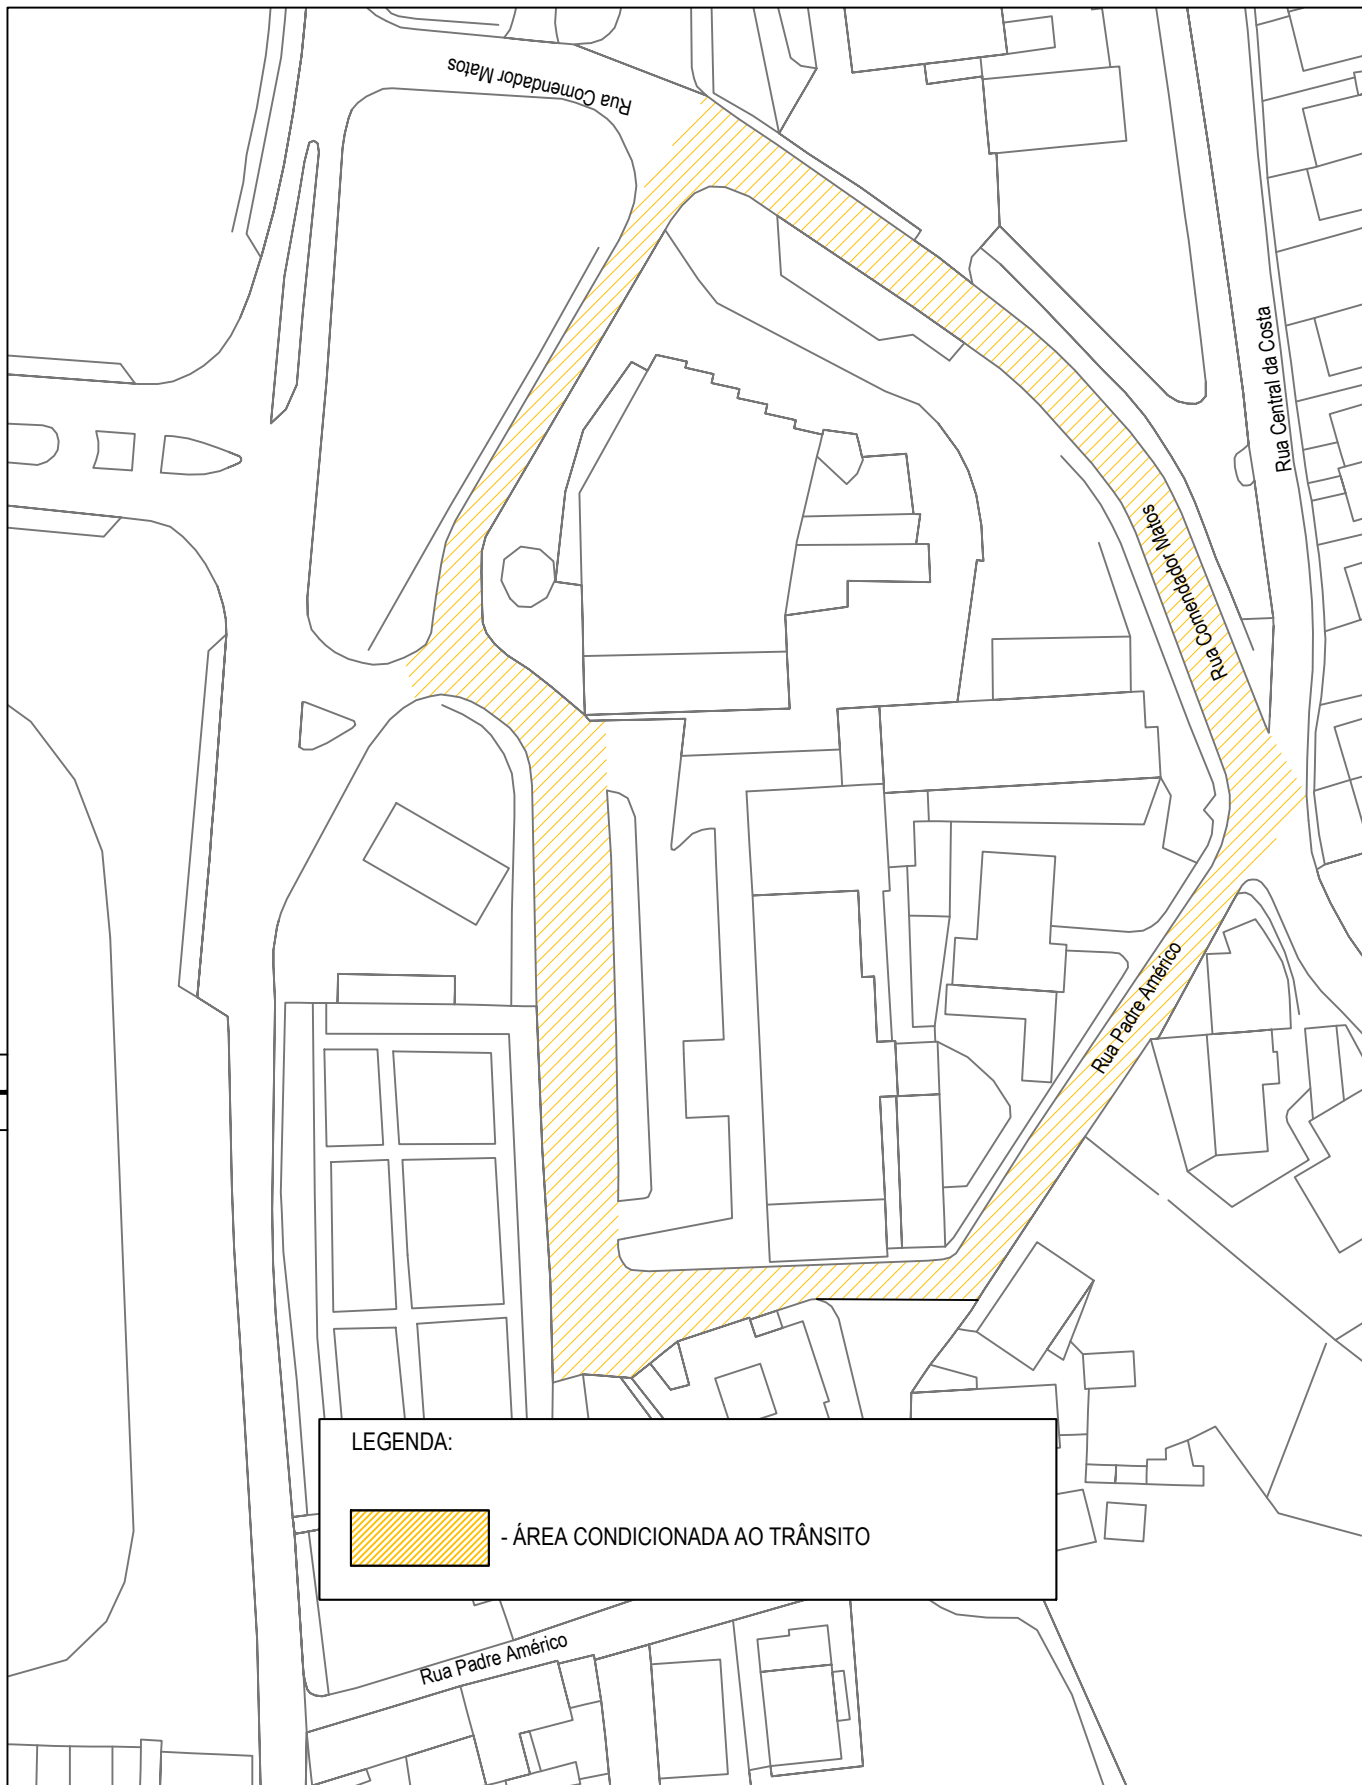 Rua Comendador Matos
Rua Central da Costa
Rua Comendador Matos
Rua Padre Américo
LEGENDA:
- ÁREA CONDICIONADA AO TRÂNSITO
Rua Padre Américo